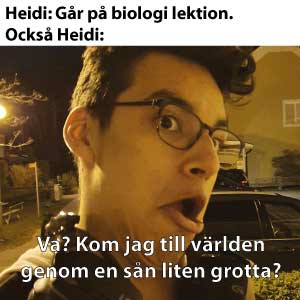 Heidi: Går på biologi lektion.
Också Heidi:
Va? Kom jag till världen
genom en sån liten grotta?